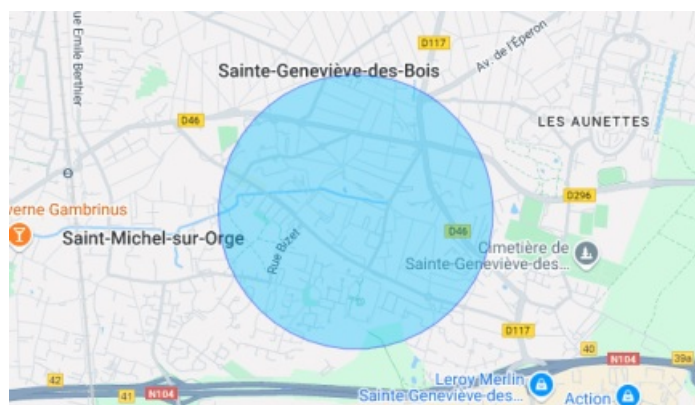 ue Emile Berthier
D117
Av. de l'Éperon
Sainte-Geneviève-des-Bois
D46
LES AUNETTES
D296
verne Gambrinus
Saint-Michel-sur-Orge
Rue Bizet
D46
Cimetière de
Sainte-Geneviève-des...
D117
40
N104
39a
42
41
N104
Leroy Merlin
Sainte Geneviève-des...
Action